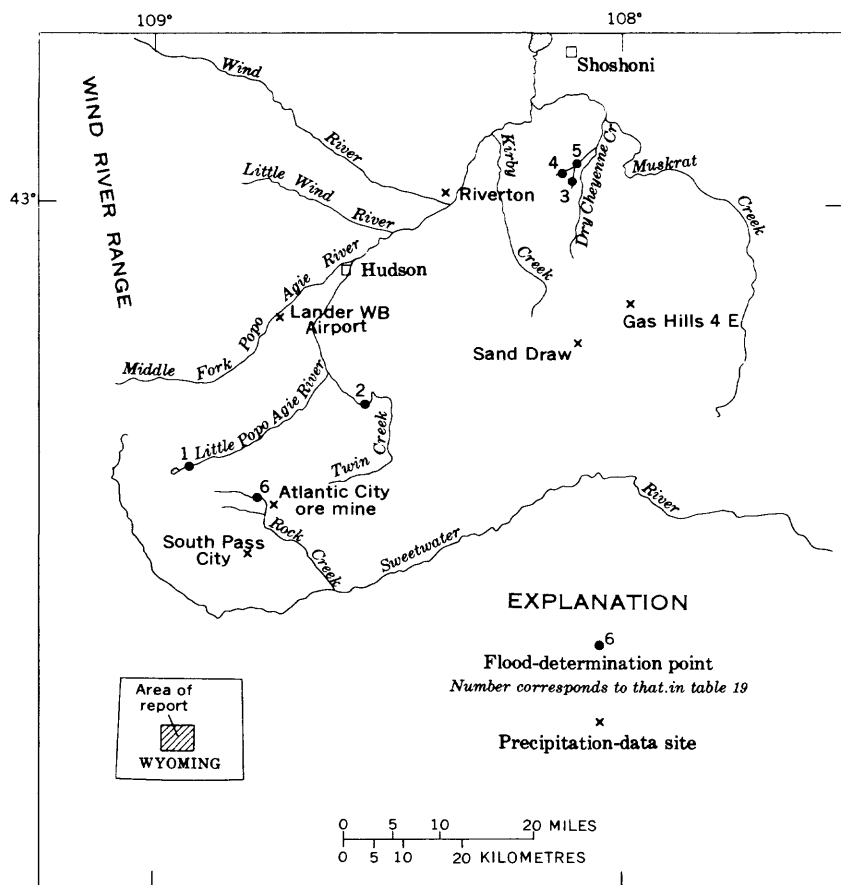 109°
108°
43°
WIND RIVER RANGE
Wind
River
Little Wind
River
Shoshoni
Kirby
Creek
4
5
3
Dry Cheyenne Cr
Muskrat
Creek
Riverton
Hudson
Middle Fork Popo Agie River
Lander WB
Airport
Gas Hills 4 E
Sand Draw
2
1
Little Popo Agie River
Twin Creek
6
Atlantic City
ore mine
South Pass
City
Rock
Creek
Sweetwater
River
EXPLANATION
6
Flood-determination point
Number corresponds to that.in table 19
Precipitation-data site
Area of
report
WYOMING
0 5 10 20 MILES
0 5 10 20 KILOMETRES